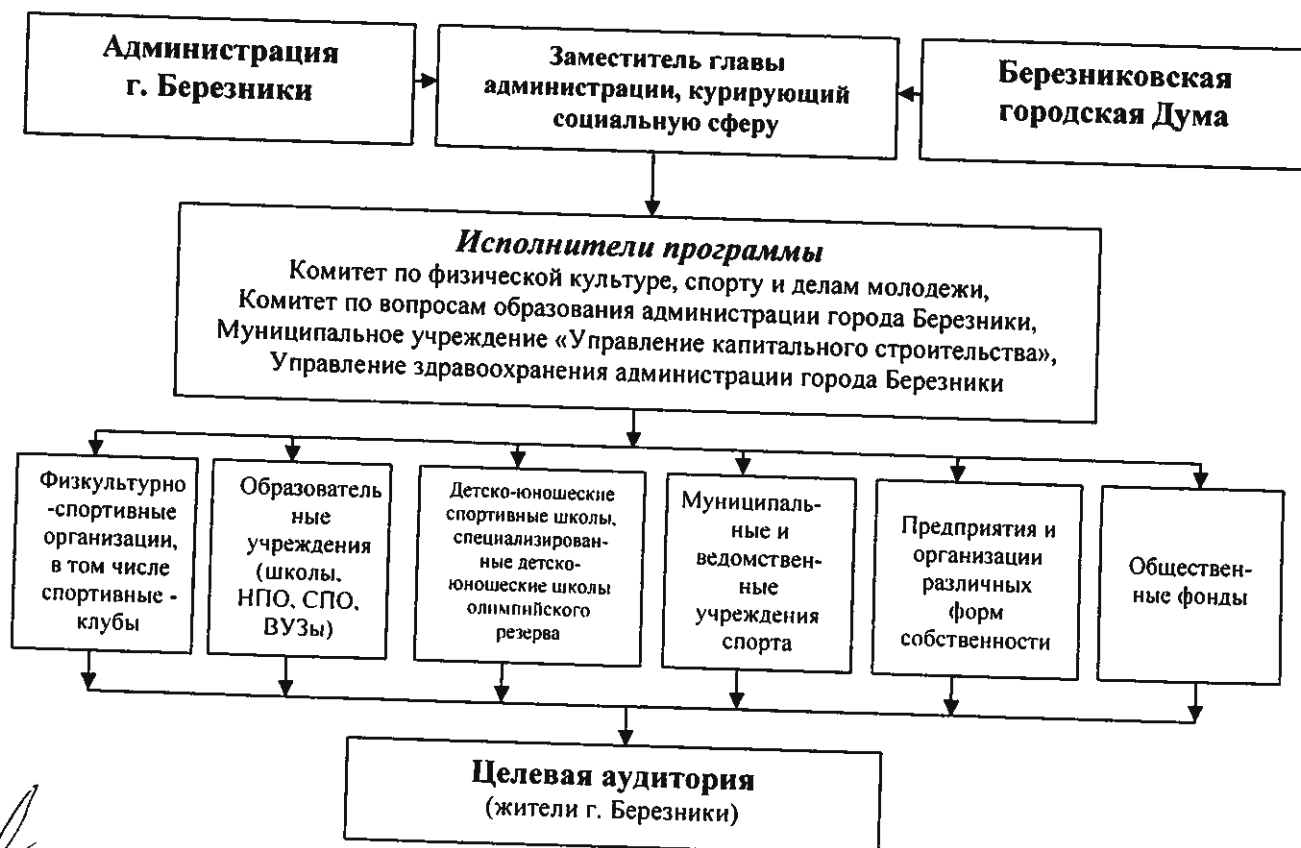 Администрация
г. Березники
Заместитель главы
администрации, курирующий
социальную сферу
Березниковская
городская Дума
Исполнители программы
Комитет по физической культуре, спорту и делам молодежи,
Комитет по вопросам образования администрации города Березники,
Муниципальное учреждение «Управление капитального строительства»,
Управление здравоохранения администрации города Березники
Физкультурно
-спортивные
организации,
в том числе
спортивные -
клубы
Образователь
ные
учреждения
(школы,
НПО, СПО,
ВУЗы)
Детско-юношеские
спортивные школы,
специализирован-
ные детско-
юношеские школы
олимпийского
резерва
Муниципаль-
ные и
ведомствен-
ные
учреждения
спорта
Предприятия и
организации
различных
форм
собственности
Обществен-
ные фонды
Целевая аудитория
(жители г. Березники)